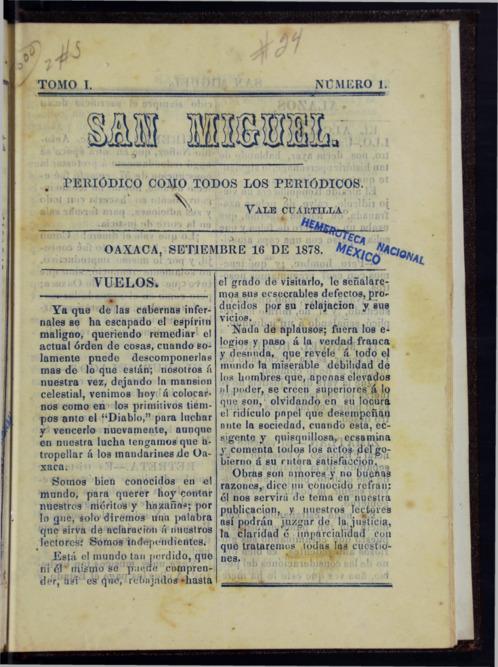 #24
2#5
TOMO I. NÚMERO 1.
SAN MIGUEL.
PERIÓDICO COMO TODOS LOS PERIÓDICOS.
VALE CUARTILLA.
HEMEROTECA NACIONAL
MEXICO
OAXACA, SETIEMBRE 16 DE 1878.
VUELOS.
Ya que de las cabernas infer-
nales se ha escapado el espíritu
maligno, queriendo remediar el
actual órden de cosas, cuando so-
lamente puede descomponerlas
mas de lo que están; nosotros á
nuestra vez, dejando la mansion
celestial, venimos hoy á colocar-
nos como en los primitivos tiem-
pos ante el "Diablo," para luchar
y vencerlo nuevamente, aunque
en nuestra lucha tengamos que a-
tropellar á los mandarines de Oa-
xaca.
Somos bien conocidos en el
mundo, para querer hoy contar
nuestros méritos y hazañas; por
lo que, solo diremos una palabra
que sirva de aclaracion á nuestros
lectores: Somos independientes.
Está el mundo tan perdido, que
ni él mismo se puede compren-
der, así es que, rebajados hasta
el grado de visitarlo, le señalare-
mos sus ecsecrables defectos, pro-
ducidos por su relajacion y sus
vicios.
Nada de aplausos; fuera los e-
logios y paso á la verdad franca
y desnuda, que revele á todo el
mundo la miserable debilidad de
los hombres que, apenas elevados
al poder, se creen superiores á lo
que son, olvidando en su locura
el ridículo papel que desempeñan
ante la sociedad, cuando esta, ec-
sigente y quisquillosa, ecsamina
y comenta todos los actos del go-
bierno á su entera satisfaccion.
Obras son amores y no buenas
razones, dice un conocido refran:
él nos servirá de tema en nuestra
publicacion, y nuestros lectores
así podrán juzgar de la justicia,
la claridad é imparcialidad con
que trataremos todas las cuestio-
nes.